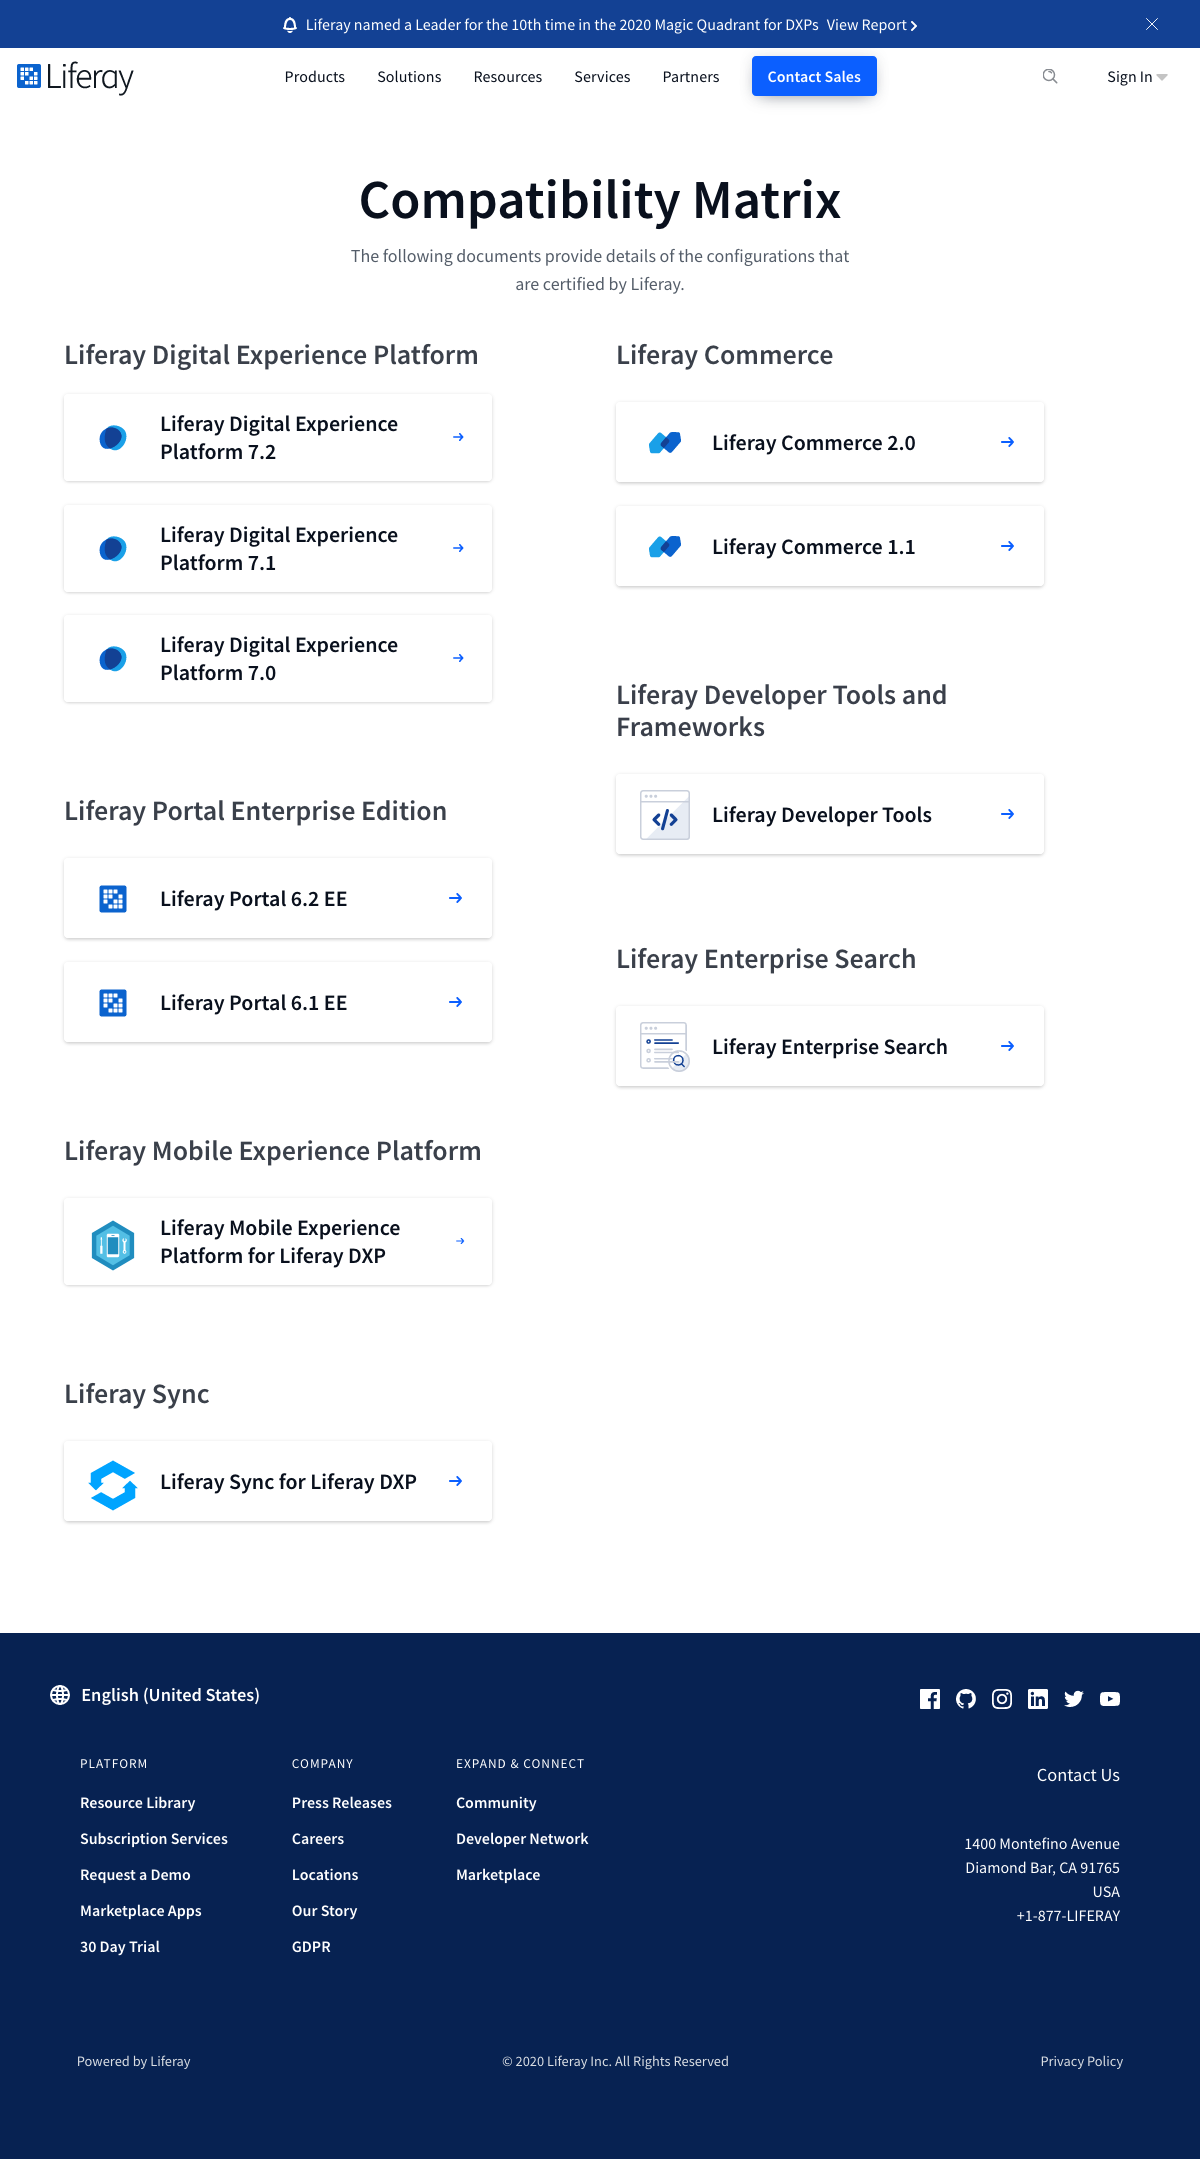 Liferay named a Leader for the 10th time in the 2020 Magic Quadrant for DXPs View Report
Liferay
Products Solutions Resources Services Partners Contact Sales Sign In
Compatibility Matrix
The following documents provide details of the configurations that
are certified by Liferay.
Liferay Digital Experience Platform
Liferay Digital Experience
Platform 7.2
Liferay Digital Experience
Platform 7.1
Liferay Digital Experience
Platform 7.0
Liferay Portal Enterprise Edition
Liferay Portal 6.2 EE
Liferay Portal 6.1 EE
Liferay Mobile Experience Platform
Liferay Mobile Experience
Platform for Liferay DXP
Liferay Sync
Liferay Sync for Liferay DXP
Liferay Commerce
Liferay Commerce 2.0
Liferay Commerce 1.1
Liferay Developer Tools and
Frameworks
Liferay Developer Tools
Liferay Enterprise Search
Liferay Enterprise Search
English (United States)
PLATFORM
Resource Library
Subscription Services
Request a Demo
Marketplace Apps
30 Day Trial
COMPANY
Press Releases
Careers
Locations
Our Story
GDPR
EXPAND & CONNECT
Community
Developer Network
Marketplace
Contact Us
1400 Montefino Avenue
Diamond Bar, CA 91765
USA
+1-877-LIFERAY
Powered by Liferay
© 2020 Liferay Inc. All Rights Reserved
Privacy Policy